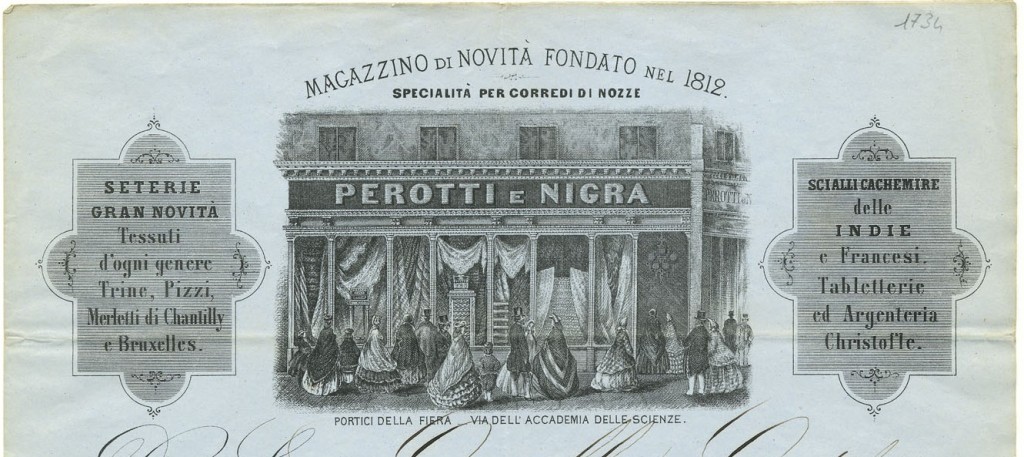 1734
MAGAZZINO DI NOVITÀ FONDATO NEL 1812.
SPECIALITÀ PER CORREDI DI NOZZE
PEROTTI E NIGRA
PEROTTI e N
SETERIE
GRAN NOVITÀ
Tessuti
d'ogni genere
Trine, Pizzi,
Merletti di Chantilly
e Bruxelles.
SCIALLI CACHEMIRE
delle
INDIE
e Francesi.
Tabletterie
ed Argenteria
Christofle.
PORTICI DELLA FIERA VIA DELL' ACCADEMIA DELLE SCIENZE.